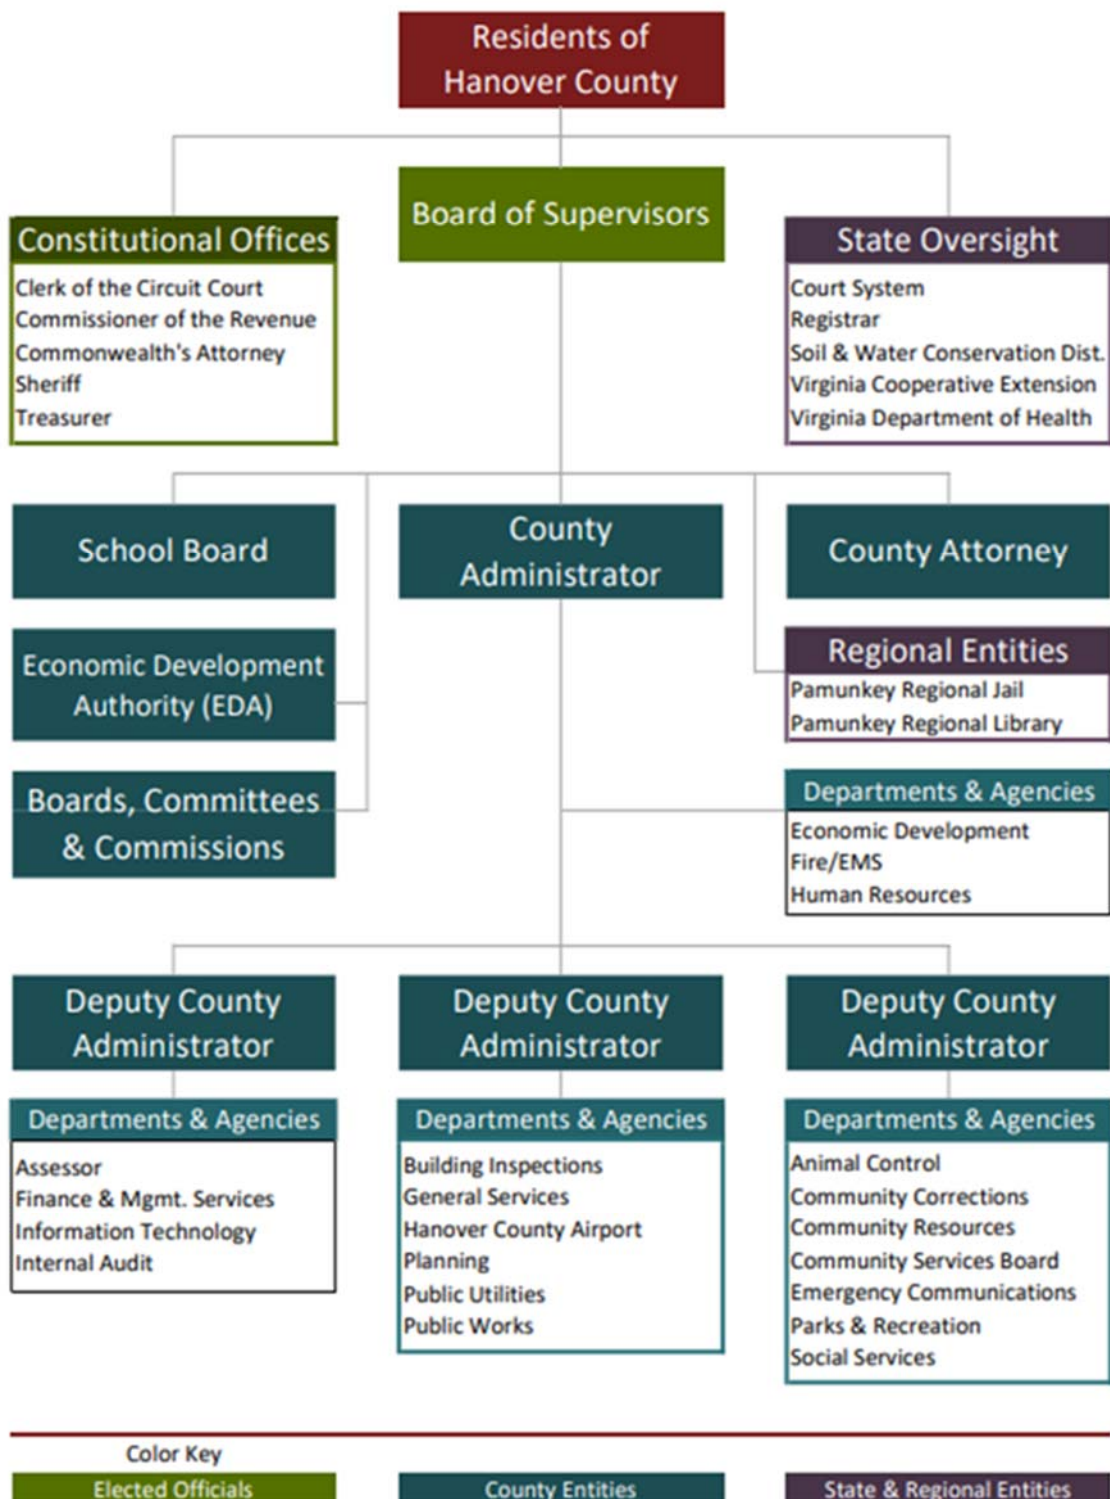 Residents of
Hanover County
Board of Supervisors
Constitutional Offices
Clerk of the Circuit Court
Commissioner of the Revenue
Commonwealth's Attorney
Sheriff
Treasurer
State Oversight
Court System
Registrar
Soil & Water Conservation Dist.
Virginia Cooperative Extension
Virginia Department of Health
School Board
County
Administrator
County Attorney
Economic Development
Authority (EDA)
Regional Entities
Pamunkey Regional Jail
Pamunkey Regional Library
Boards, Committees
& Commissions
Departments & Agencies
Economic Development
Fire/EMS
Human Resources
Deputy County
Administrator
Departments & Agencies
Assessor
Finance & Mgmt. Services
Information Technology
Internal Audit
Deputy County
Administrator
Departments & Agencies
Building Inspections
General Services
Hanover County Airport
Planning
Public Utilities
Public Works
Deputy County
Administrator
Departments & Agencies
Animal Control
Community Corrections
Community Resources
Community Services Board
Emergency Communications
Parks & Recreation
Social Services
Color Key
Elected Officials
County Entities
State & Regional Entities